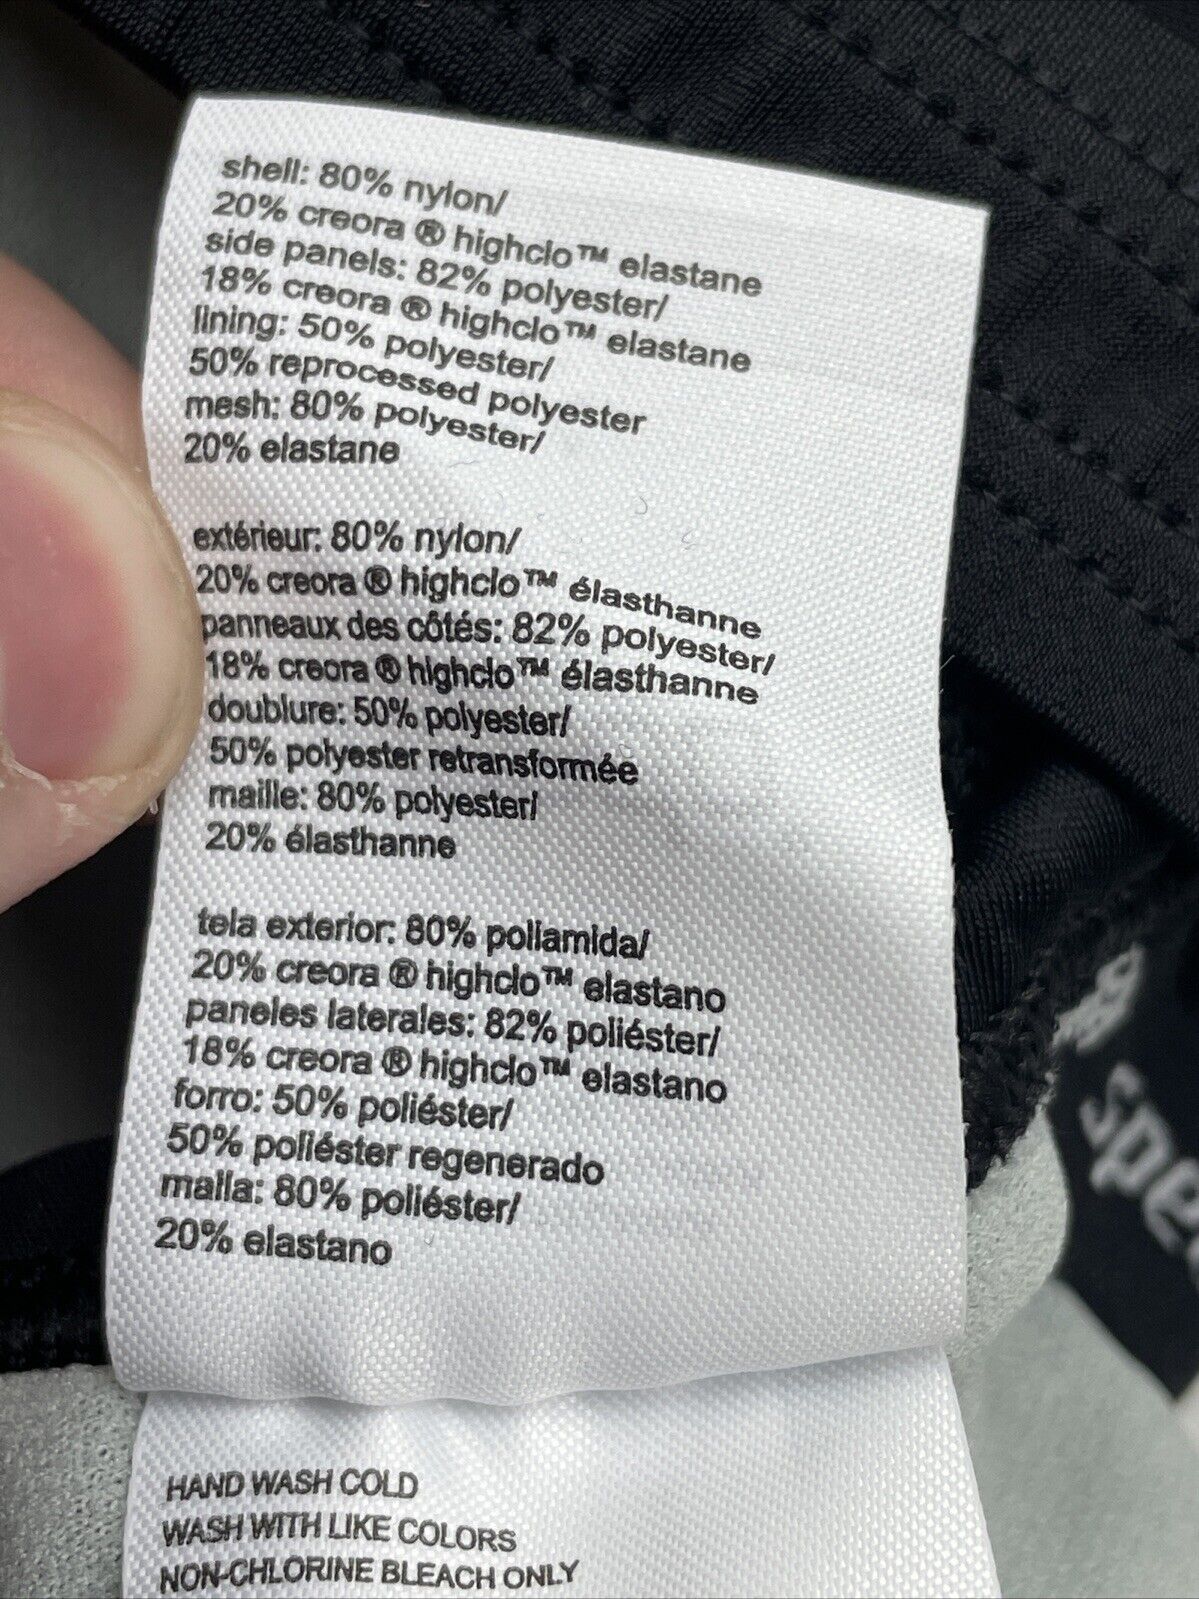 shell: 80% nylon/
20% creora ® highclo™ elastane
side panels: 82% polyester/
18% creora ® highclo™ elastane
lining: 50% polyester/
50% reprocessed polyester
mesh: 80% polyester/
20% elastane
extérieur: 80% nylon/
20% creora ® highclo™ élasthanne
panneaux des côtés: 82% polyester/
18% creora ® highclo™ élasthanne
doublure: 50% polyester/
50% polyester retransformée
maille: 80% polyester/
20% élasthanne
tela exterior: 80% poliamida/
20% creora ® highclo™ elastano
paneles laterales: 82% poliéster/
18% creora ® highclo™ elastano
forro: 50% poliéster/
50% poliéster regenerado
malla: 80% poliéster/
20% elastano
HAND WASH COLD
WASH WITH LIKE COLORS
NON-CHLORINE BLEACH ONLY